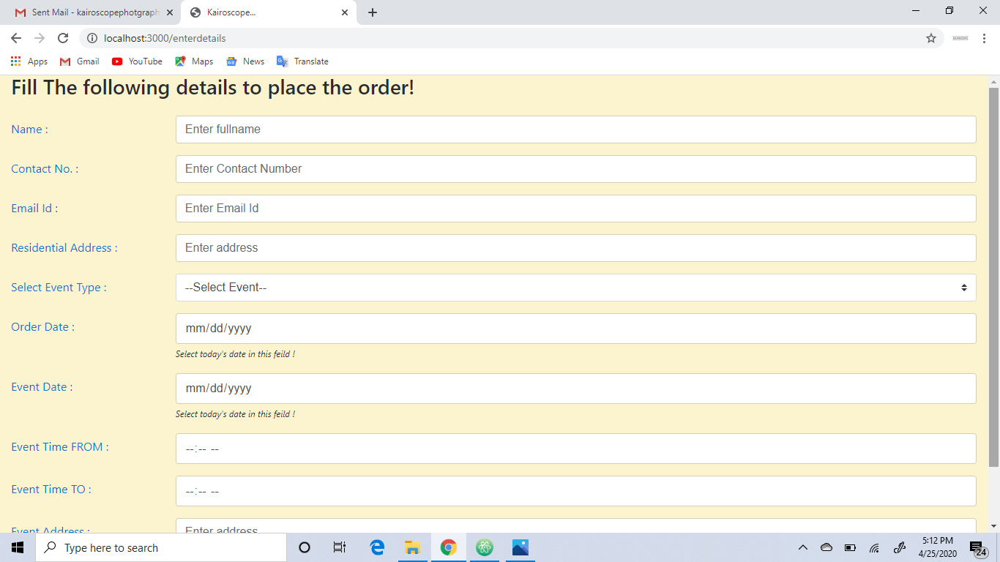 Sent Mail - kairoscopephotgraph
Kairoscope...
localhost:3000/enterdetails
Apps Gmail YouTube Maps News Translate
Fill The following details to place the order!
Name : Enter fullname
Contact No. : Enter Contact Number
Email Id : Enter Email Id
Residential Address : Enter address
Select Event Type : --Select Event--
Order Date : mm/dd/yyyy
Select today's date in this feild !
Event Date : mm/dd/yyyy
Select today's date in this feild !
Event Time FROM : --:-- --
Event Time TO : --:-- --
Event Address : Enter address
Type here to search
5:12 PM
4/25/2020
24